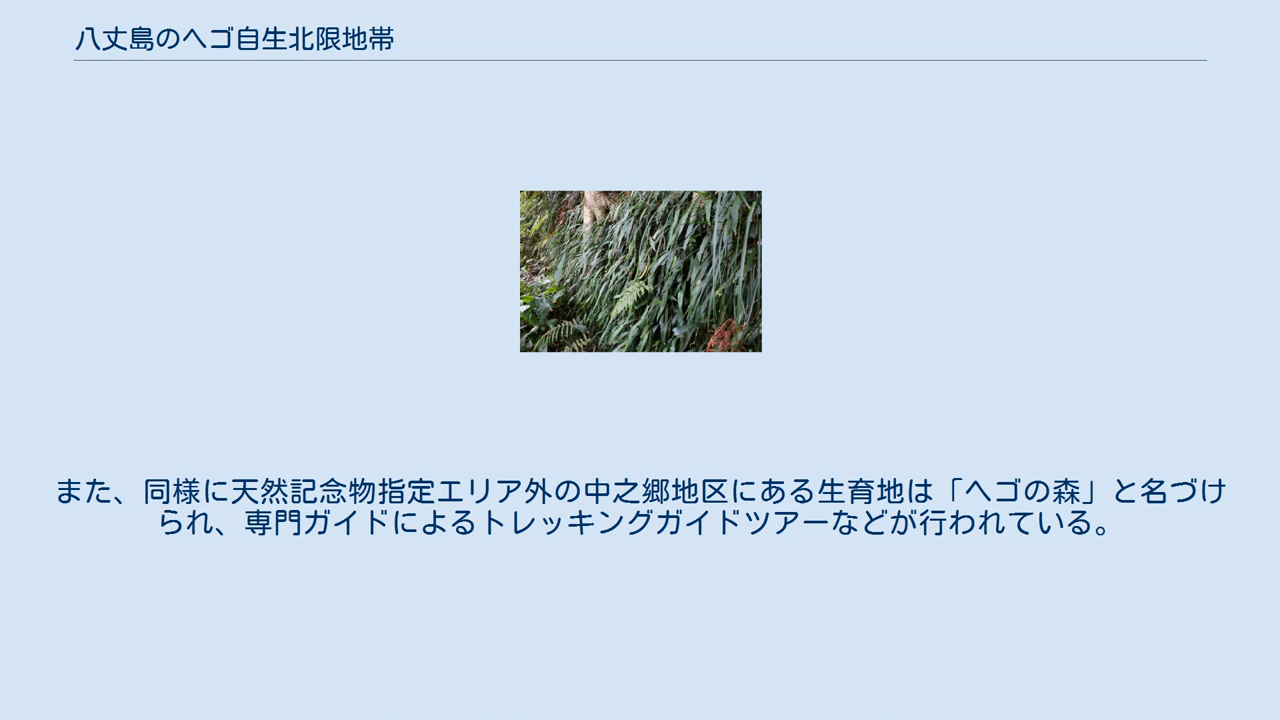 八丈島のヘゴ自生北限地帯
また、同様に天然記念物指定エリア外の中之郷地区にある生育地は「ヘゴの森」と名づけ
られ、専門ガイドによるトレッキングガイドツアーなどが行われている。